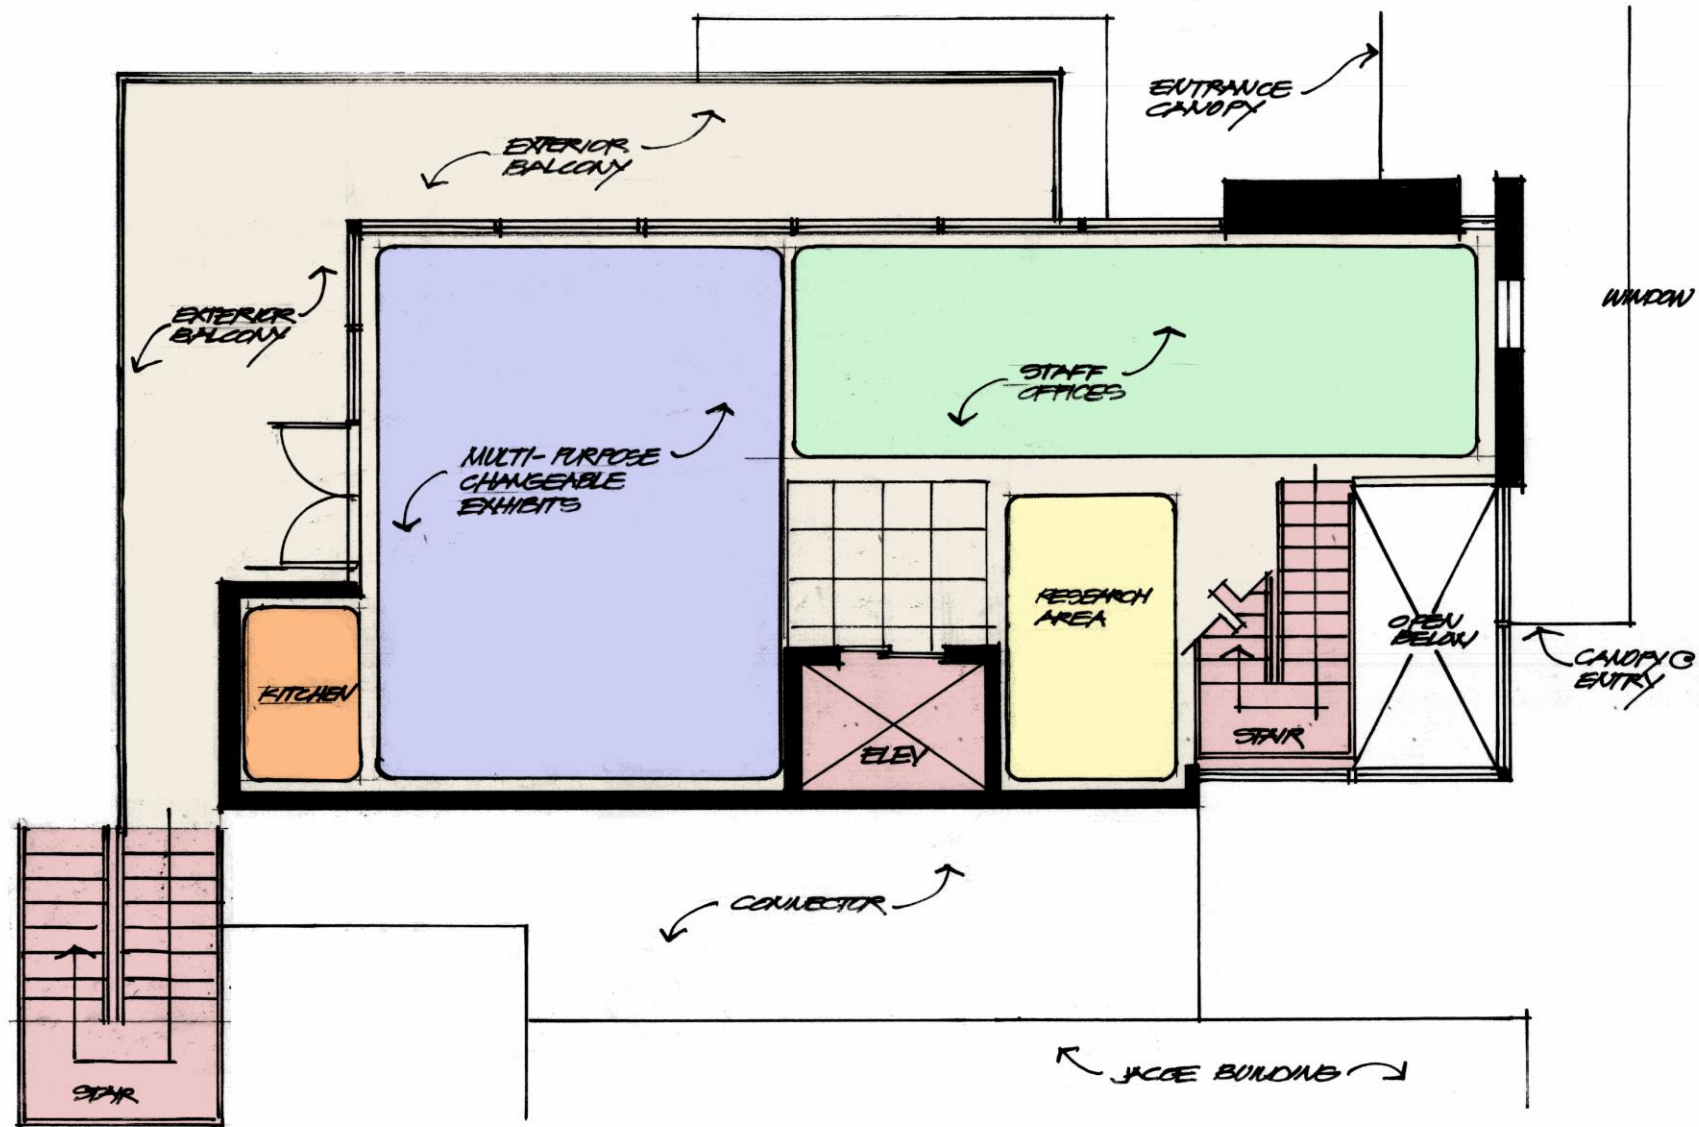 ENTRANCE
CANOPY
EXTERIOR
BALCONY
EXTERIOR
BALCONY
WINDOW
STAFF
OFFICES
MULTI-PURPOSE
CHANGEABLE
EXHIBITS
RESEARCH
AREA
OPEN
BELOW
CANOPY @
ENTRY
KITCHEN
STAIR
ELEV
CONNECTOR
BUILDING
STAIR